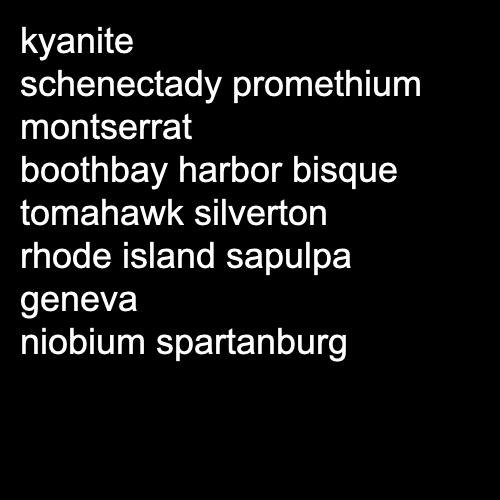 kyanite
schenectady promethium
montserrat
boothbay harbor bisque
tomahawk silverton
rhode island sapulpa
geneva
niobium spartanburg